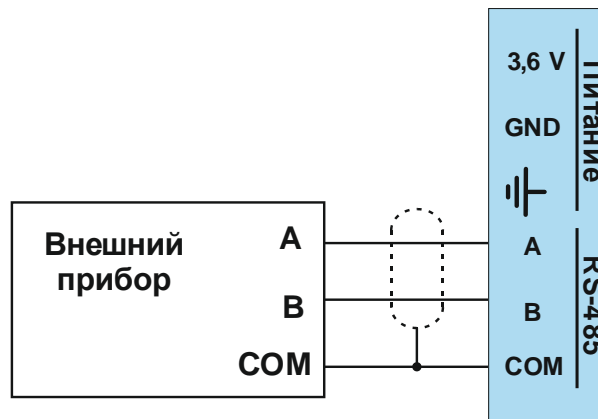 3,6 V
GND
Питание
Внешний
прибор
A
B
COM
A
B
COM
RS-485